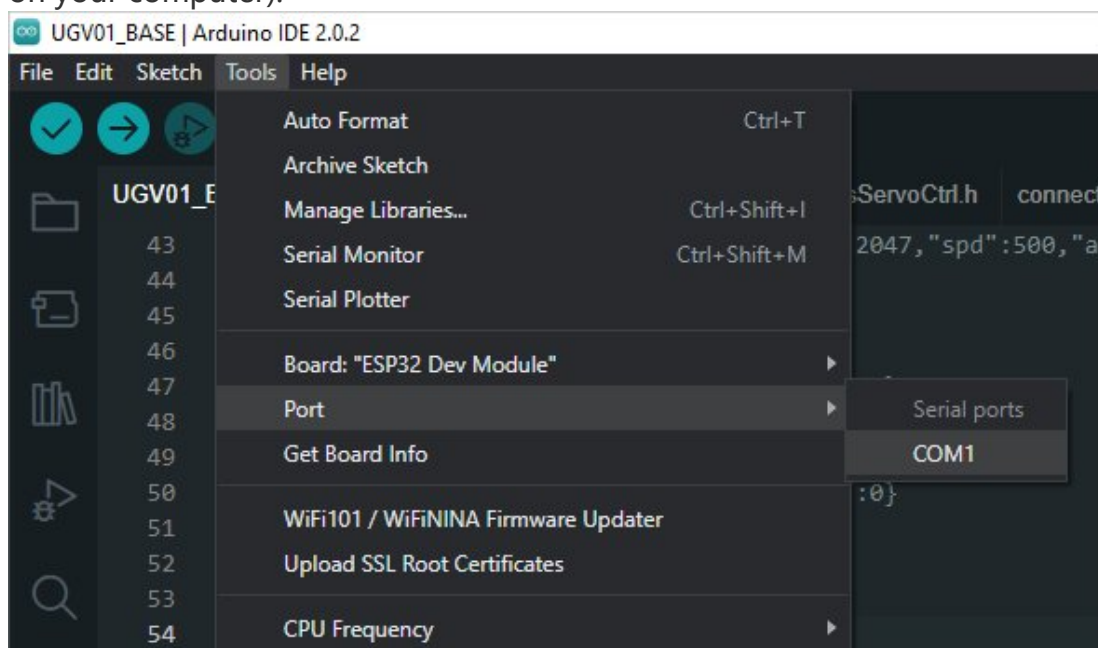 on your computer).
UGV01_BASE | Arduino IDE 2.0.2
File Edit Sketch Tools Help
Auto Format Ctrl+T
Archive Sketch
UGV01_B sServoCtrl.h connect
Manage Libraries... Ctrl+Shift+I
43 2047,"spd":500,"a
Serial Monitor Ctrl+Shift+M
44
Serial Plotter
45
46
Board: "ESP32 Dev Module"
47
Port Serial ports
48
Get Board Info COM1
49
50 :0}
WiFi101 / WiFiNINA Firmware Updater
51
Upload SSL Root Certificates
52
53
CPU Frequency
54